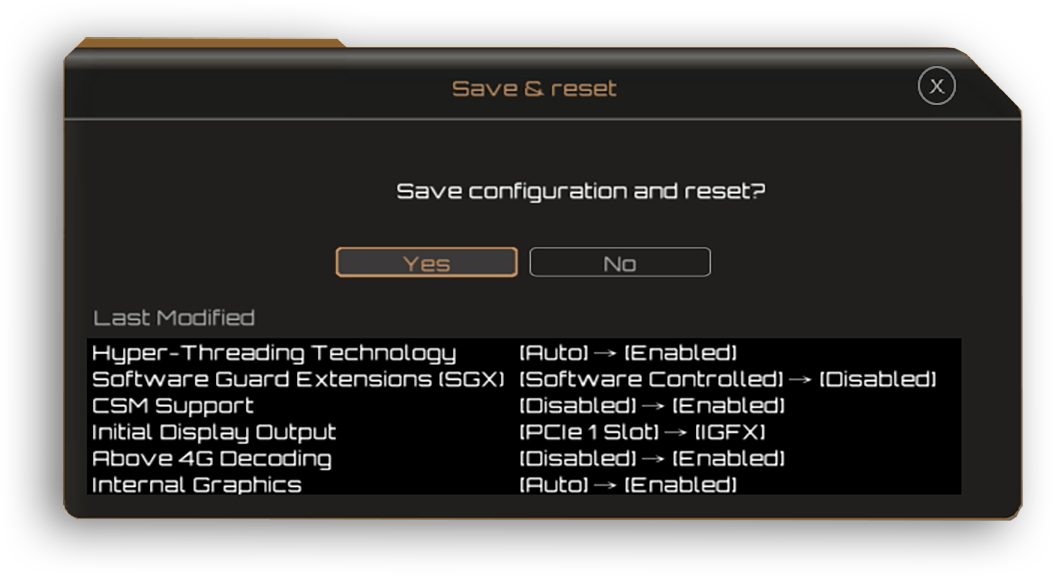 Save & reset
X
Save configuration and reset?
Yes No
Last Modified
Hyper-Threading Technology [Auto] → [Enabled]
Software Guard Extensions (SGX) [Software Controlled] → [Disabled]
CSM Support [Disabled] → [Enabled]
Initial Display Output [PCIe 1 Slot] → [IGFX]
Above 4G Decoding [Disabled] → [Enabled]
Internal Graphics [Auto] → [Enabled]